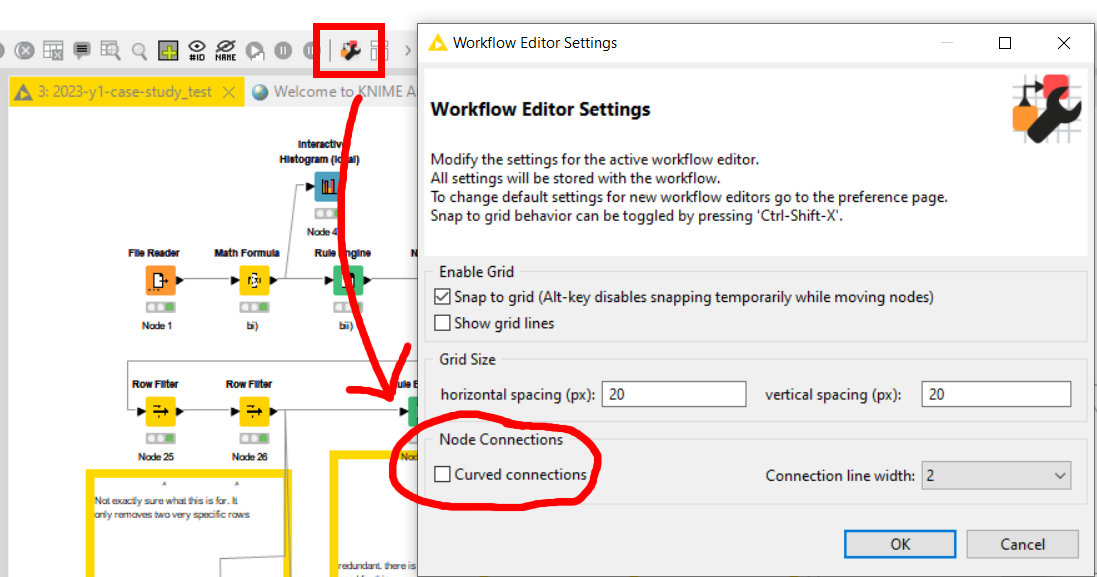 #ID
NAME
Workflow Editor Settings
3: 2023-y1-case-study_test
Welcome to KNIME A
Workflow Editor Settings
Modify the settings for the active workflow editor.
All settings will be stored with the workflow.
To change default settings for new workflow editors go to the preference page.
Snap to grid behavior can be toggled by pressing 'Ctrl-Shift-X'.
Interactive
Histogram (local)
Node 4
File Reader
Math Formula
Rule Engine
N
Node 1
bi)
bii)
Enable Grid
Snap to grid (Alt-key disables snapping temporarily while moving nodes)
Show grid lines
Grid Size
horizontal spacing (px):
20
vertical spacing (px):
20
Row Filter
Row Filter
Rule E
Node 25
Node 26
Nod
Node Connections
Curved connections
Connection line width:
2
Not exactly sure what this is for. It
only removes two very specific rows
redundant. there is
OK
Cancel